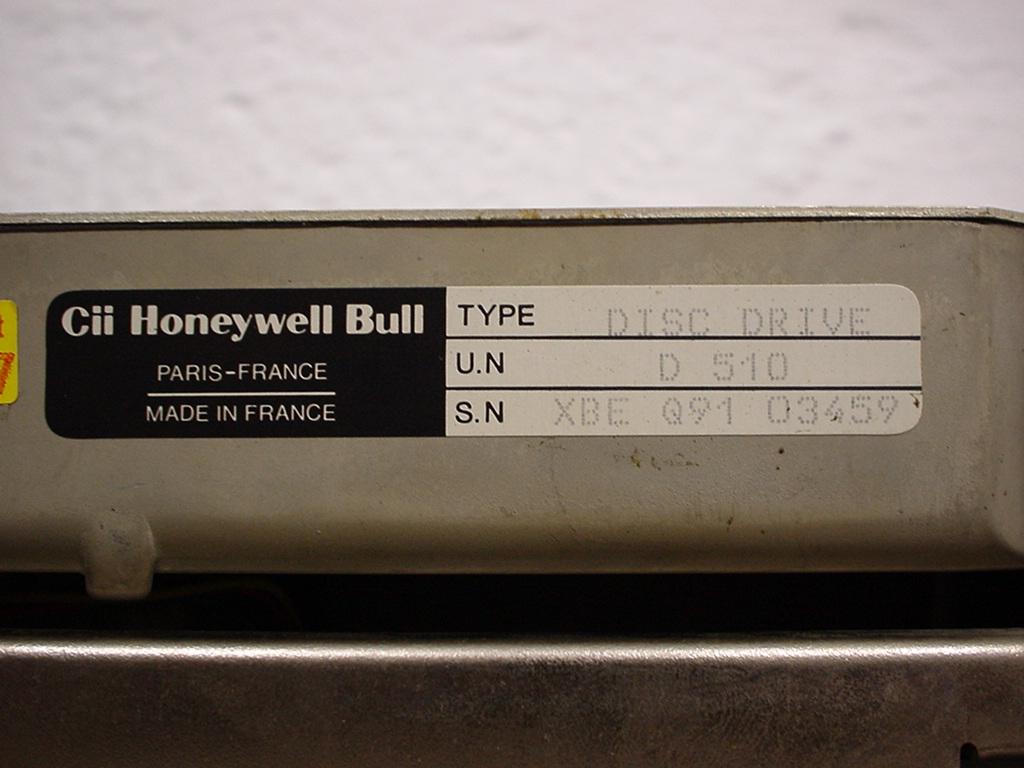 Cii Honeywell Bull
PARIS-FRANCE
MADE IN FRANCE
TYPE DISC DRIVE
U.N D 510
S.N XBE Q91 03459